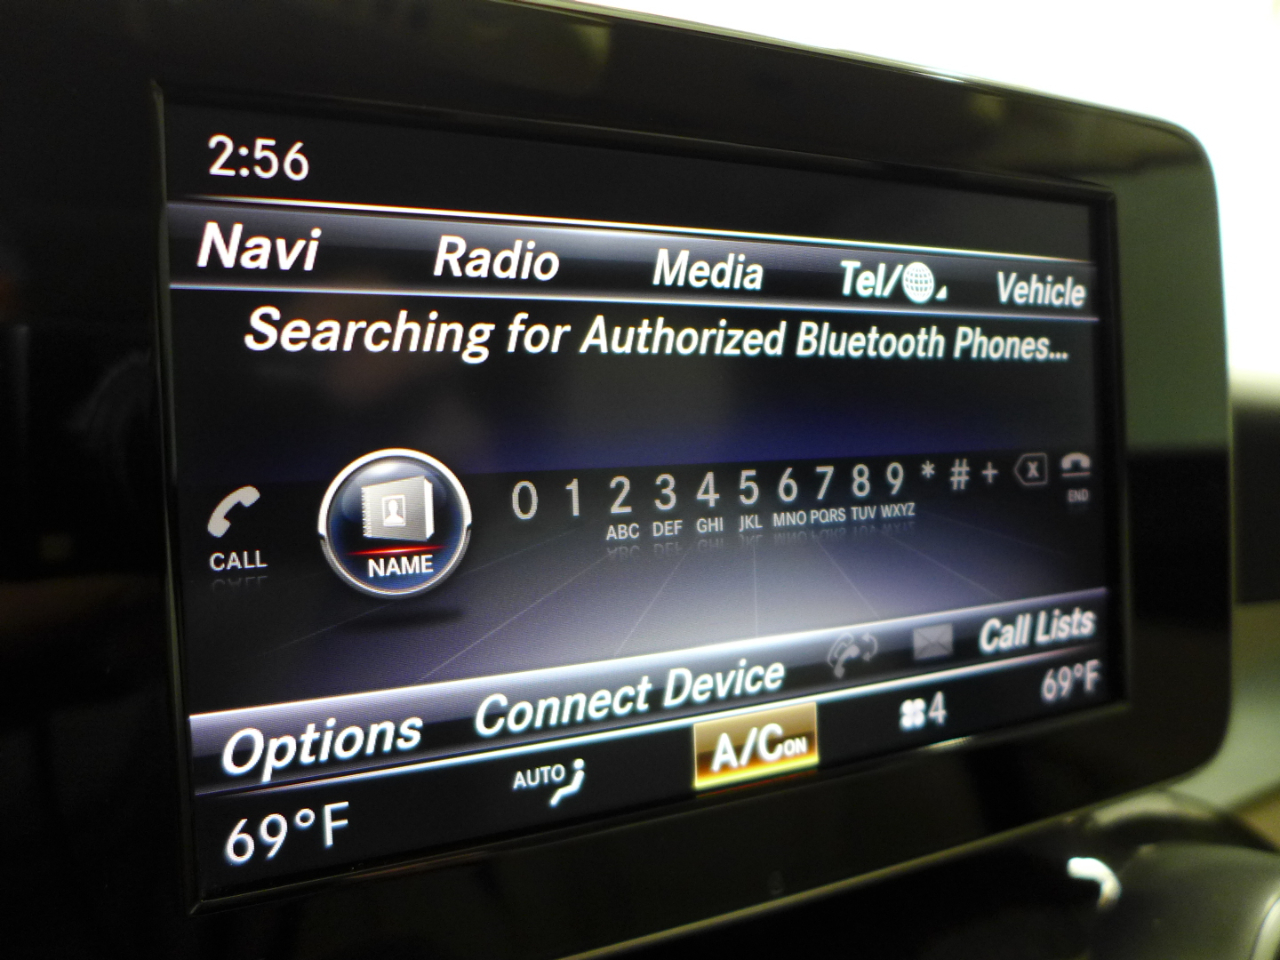 2:56
Navi Radio Media Tel/ Vehicle
Searching for Authorized Bluetooth Phones...
CALL NAME 0 1 2 3 4 5 6 7 8 9 * # + X END
ABC DEF GHI JKL MNO PQRS TUV WXYZ
Options Connect Device Call Lists
69°F AUTO A/C ON 4 69°F